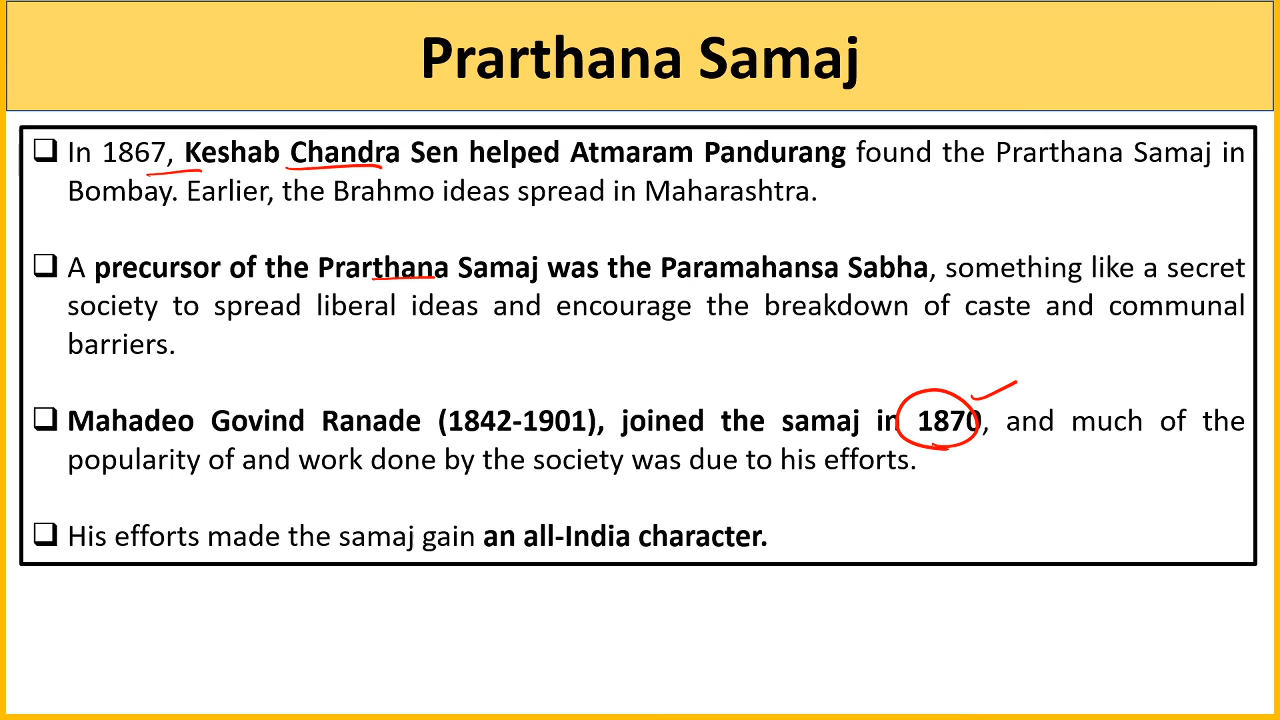 Prarthana Samaj
❑ In 1867, Keshab Chandra Sen helped Atmaram Pandurang found the Prarthana Samaj in
Bombay. Earlier, the Brahmo ideas spread in Maharashtra.
❑ A precursor of the Prarthana Samaj was the Paramahansa Sabha, something like a secret
society to spread liberal ideas and encourage the breakdown of caste and communal
barriers.
❑ Mahadeo Govind Ranade (1842-1901), joined the samaj in 1870, and much of the
popularity of and work done by the society was due to his efforts.
❑ His efforts made the samaj gain an all-India character.